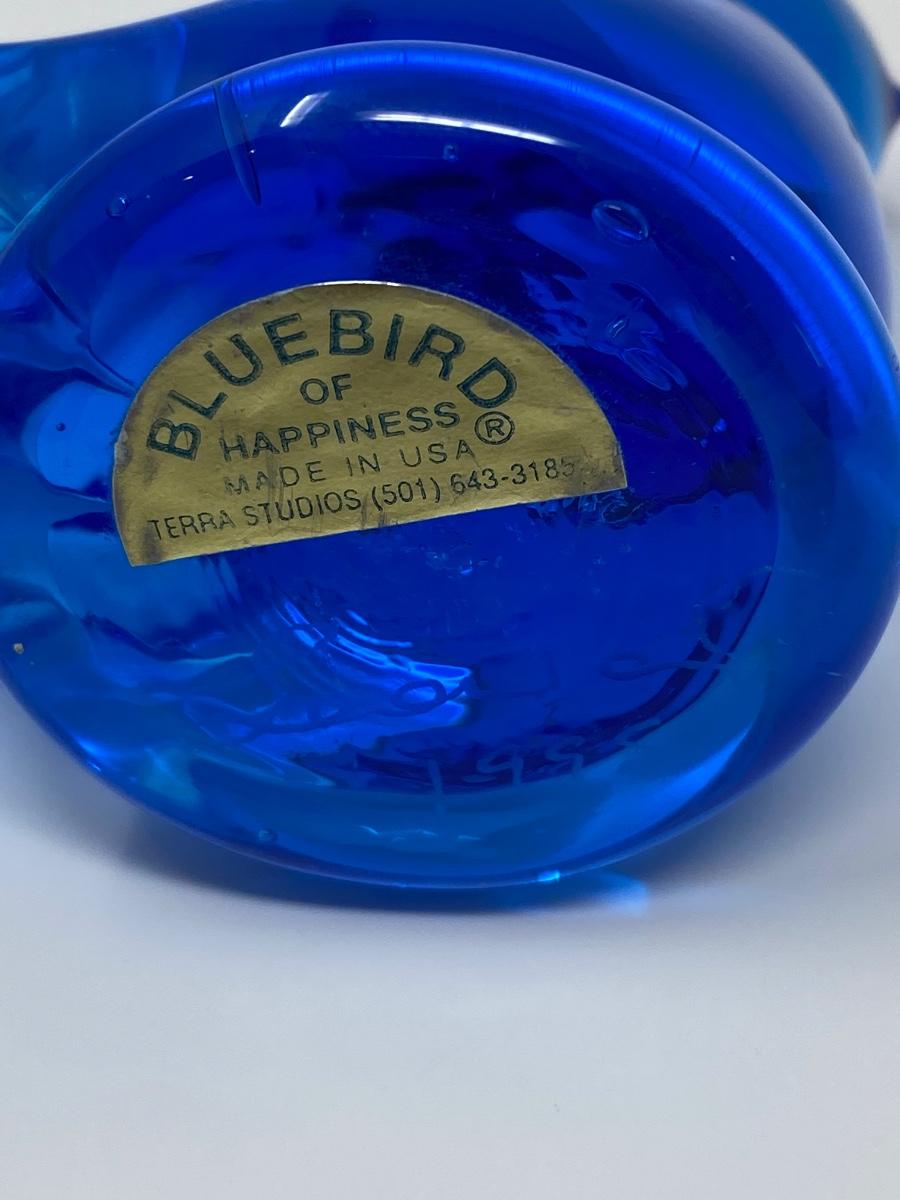 BLUEBIRD
OF
HAPPINESS ®
MADE IN USA
TERRA STUDIOS (501) 643-3185